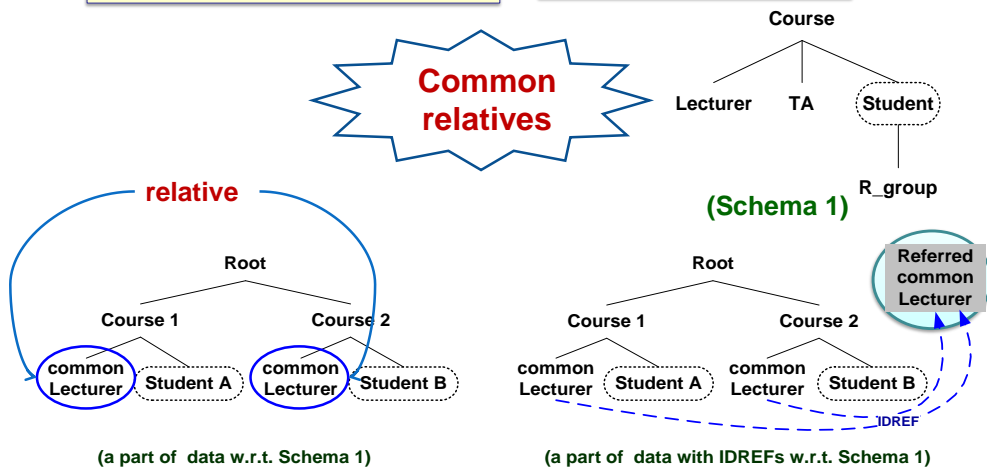 Course
Common
relatives
Lecturer TA Student
R_group
(Schema 1)
relative
Root
Course 1 Course 2
common
Lecturer
Student A
common
Lecturer
Student B
(a part of data w.r.t. Schema 1)
Referred
common
Lecturer
Root
Course 1 Course 2
common
Lecturer
Student A
common
Lecturer
Student B
IDREF
(a part of data with IDREFs w.r.t. Schema 1)